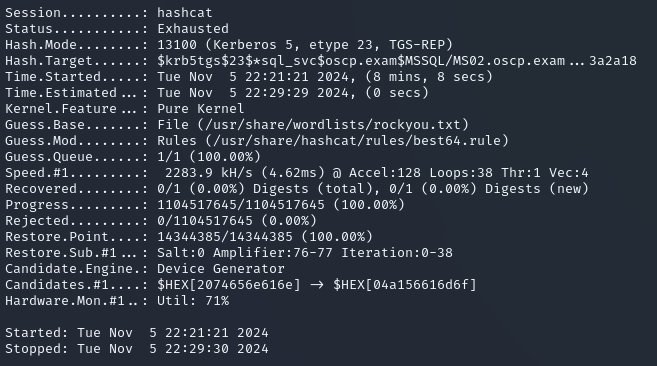 Session..........: hashcat
Status...........: Exhausted
Hash.Mode........: 13100 (Kerberos 5, etype 23, TGS-REP)
Hash.Target......: $krb5tgs$23$*sql_svc$oscp.exam$MSSQL/MS02.oscp.exam...3a2a18
Time.Started.....: Tue Nov  5 22:21:21 2024, (8 mins, 8 secs)
Time.Estimated...: Tue Nov  5 22:29:29 2024, (0 secs)
Kernel.Feature...: Pure Kernel
Guess.Base.......: File (/usr/share/wordlists/rockyou.txt)
Guess.Mod........: Rules (/usr/share/hashcat/rules/best64.rule)
Guess.Queue......: 1/1 (100.00%)
Speed.#1.........:  2283.9 kH/s (4.62ms) @ Accel:128 Loops:38 Thr:1 Vec:4
Recovered........: 0/1 (0.00%) Digests (total), 0/1 (0.00%) Digests (new)
Progress.........: 1104517645/1104517645 (100.00%)
Rejected.........: 0/1104517645 (0.00%)
Restore.Point....: 14344385/14344385 (100.00%)
Restore.Sub.#1...: Salt:0 Amplifier:76-77 Iteration:0-38
Candidate.Engine.: Device Generator
Candidates.#1....: $HEX[2074656e616e] -> $HEX[04a156616d6f]
Hardware.Mon.#1..: Util: 71%
Started: Tue Nov  5 22:21:21 2024
Stopped: Tue Nov  5 22:29:30 2024